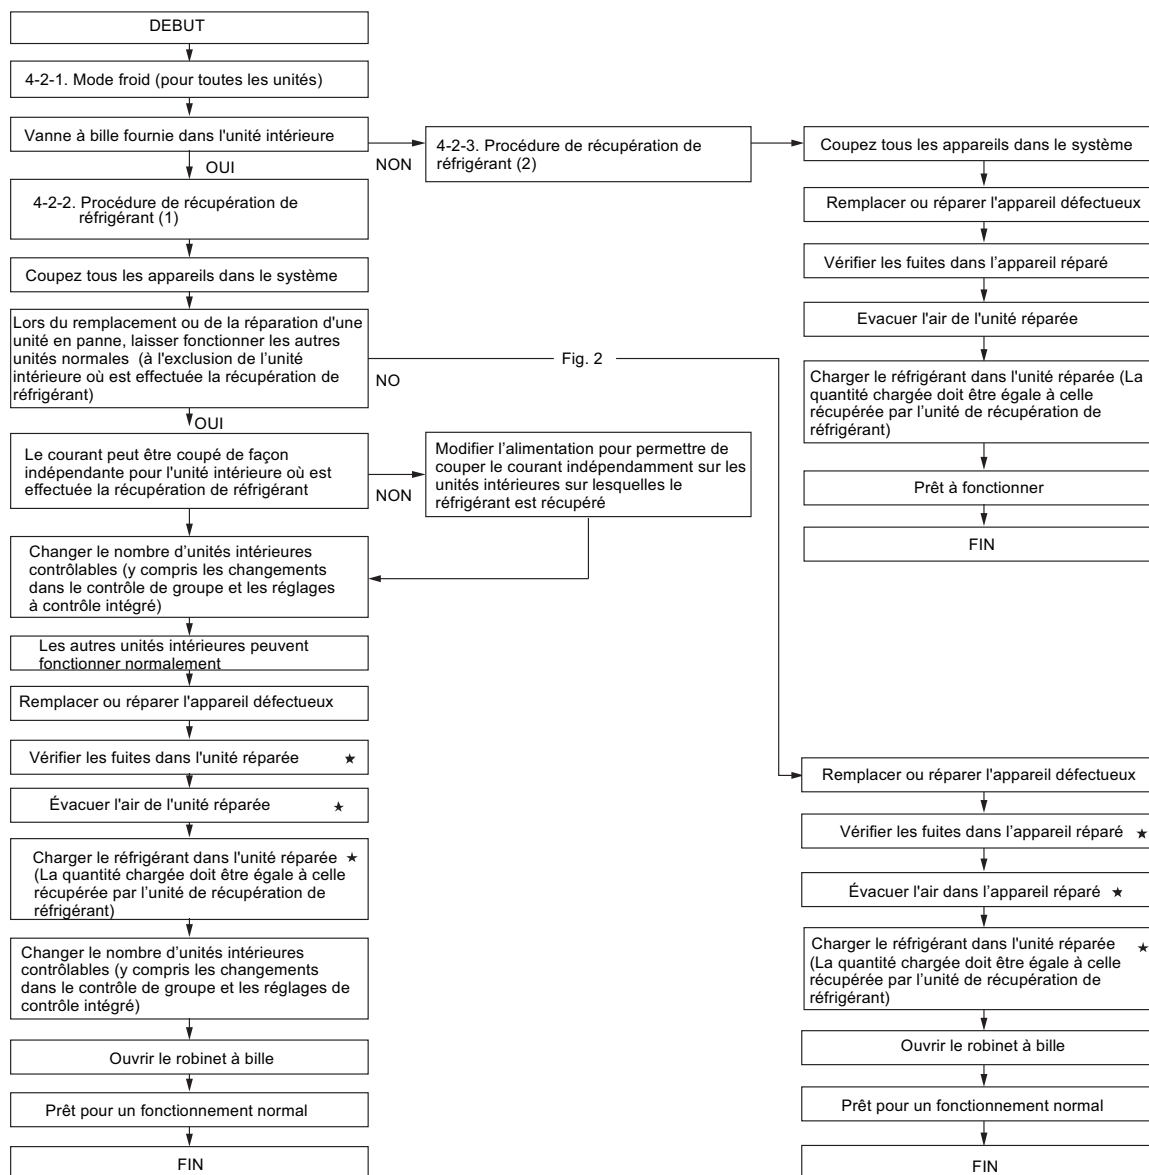 DEBUT
4-2-1. Mode froid (pour toutes les unités)
Vanne à bille fournie dans l'unité intérieure
OUI
NON
4-2-3. Procédure de récupération de
réfrigérant (2)
4-2-2. Procédure de récupération de
réfrigérant (1)
Coupez tous les appareils dans le système
Lors du remplacement ou de la réparation d'une
unité en panne, laisser fonctionner les autres
unités normales (à l'exclusion de l’unité
intérieure où est effectuée la récupération de
réfrigérant)
NO
Fig. 2
OUI
Le courant peut être coupé de façon
indépendante pour l'unité intérieure où est
effectuée la récupération de réfrigérant
NON
Modifier l’alimentation pour permettre de
couper le courant indépendamment sur les
unités intérieures sur lesquelles le
réfrigérant est récupéré
Changer le nombre d’unités intérieures
contrôlables (y compris les changements
dans le contrôle de groupe et les réglages
à contrôle intégré)
Les autres unités intérieures peuvent
fonctionner normalement
Remplacer ou réparer l'appareil défectueux
Vérifier les fuites dans l'unité réparée ★
Évacuer l'air de l'unité réparée ★
Charger le réfrigérant dans l'unité réparée ★
(La quantité chargée doit être égale à celle
récupérée par l’unité de récupération de
réfrigérant)
Changer le nombre d’unités intérieures
contrôlables (y compris les changements
dans le contrôle de groupe et les réglages de
contrôle intégré)
Ouvrir le robinet à bille
Prêt pour un fonctionnement normal
FIN
Coupez tous les appareils dans le système
Remplacer ou réparer l'appareil défectueux
Vérifier les fuites dans l’appareil réparé
Evacuer l'air de l'unité réparée
Charger le réfrigérant dans l'unité réparée (La
quantité chargée doit être égale à celle
récupérée par l’unité de récupération de
réfrigérant)
Prêt à fonctionner
FIN
Remplacer ou réparer l'appareil défectueux
Vérifier les fuites dans l’appareil réparé ★
Évacuer l'air dans l’appareil réparé ★
Charger le réfrigérant dans l'unité réparée ★
(La quantité chargée doit être égale à celle
récupérée par l’unité de récupération de
réfrigérant)
Ouvrir le robinet à bille
Prêt pour un fonctionnement normal
FIN